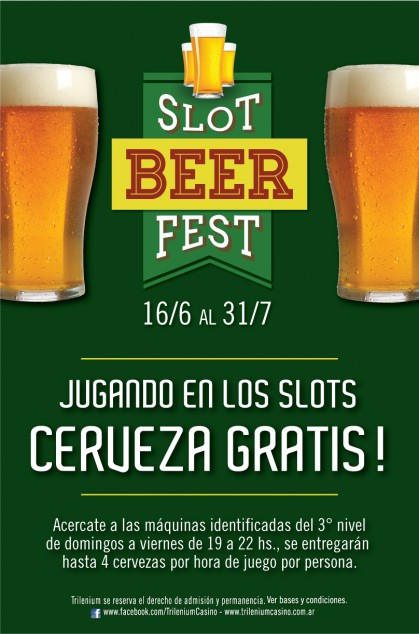 SLOT
BEER
FEST
16/6 AL 31/7
JUGANDO EN LOS SLOTS
CERVEZA GRATIS!
Acercate a las máquinas identificadas del 3° nivel
de domingos a viernes de 19 a 22 hs., se entregarán
hasta 4 cervezas por hora de juego por persona.
Trilenium se reserva el derecho de admisión y permanencia. Ver bases y condiciones.
f www.facebook.com/TrileniumCasino - www.trileniumcasino.com.ar